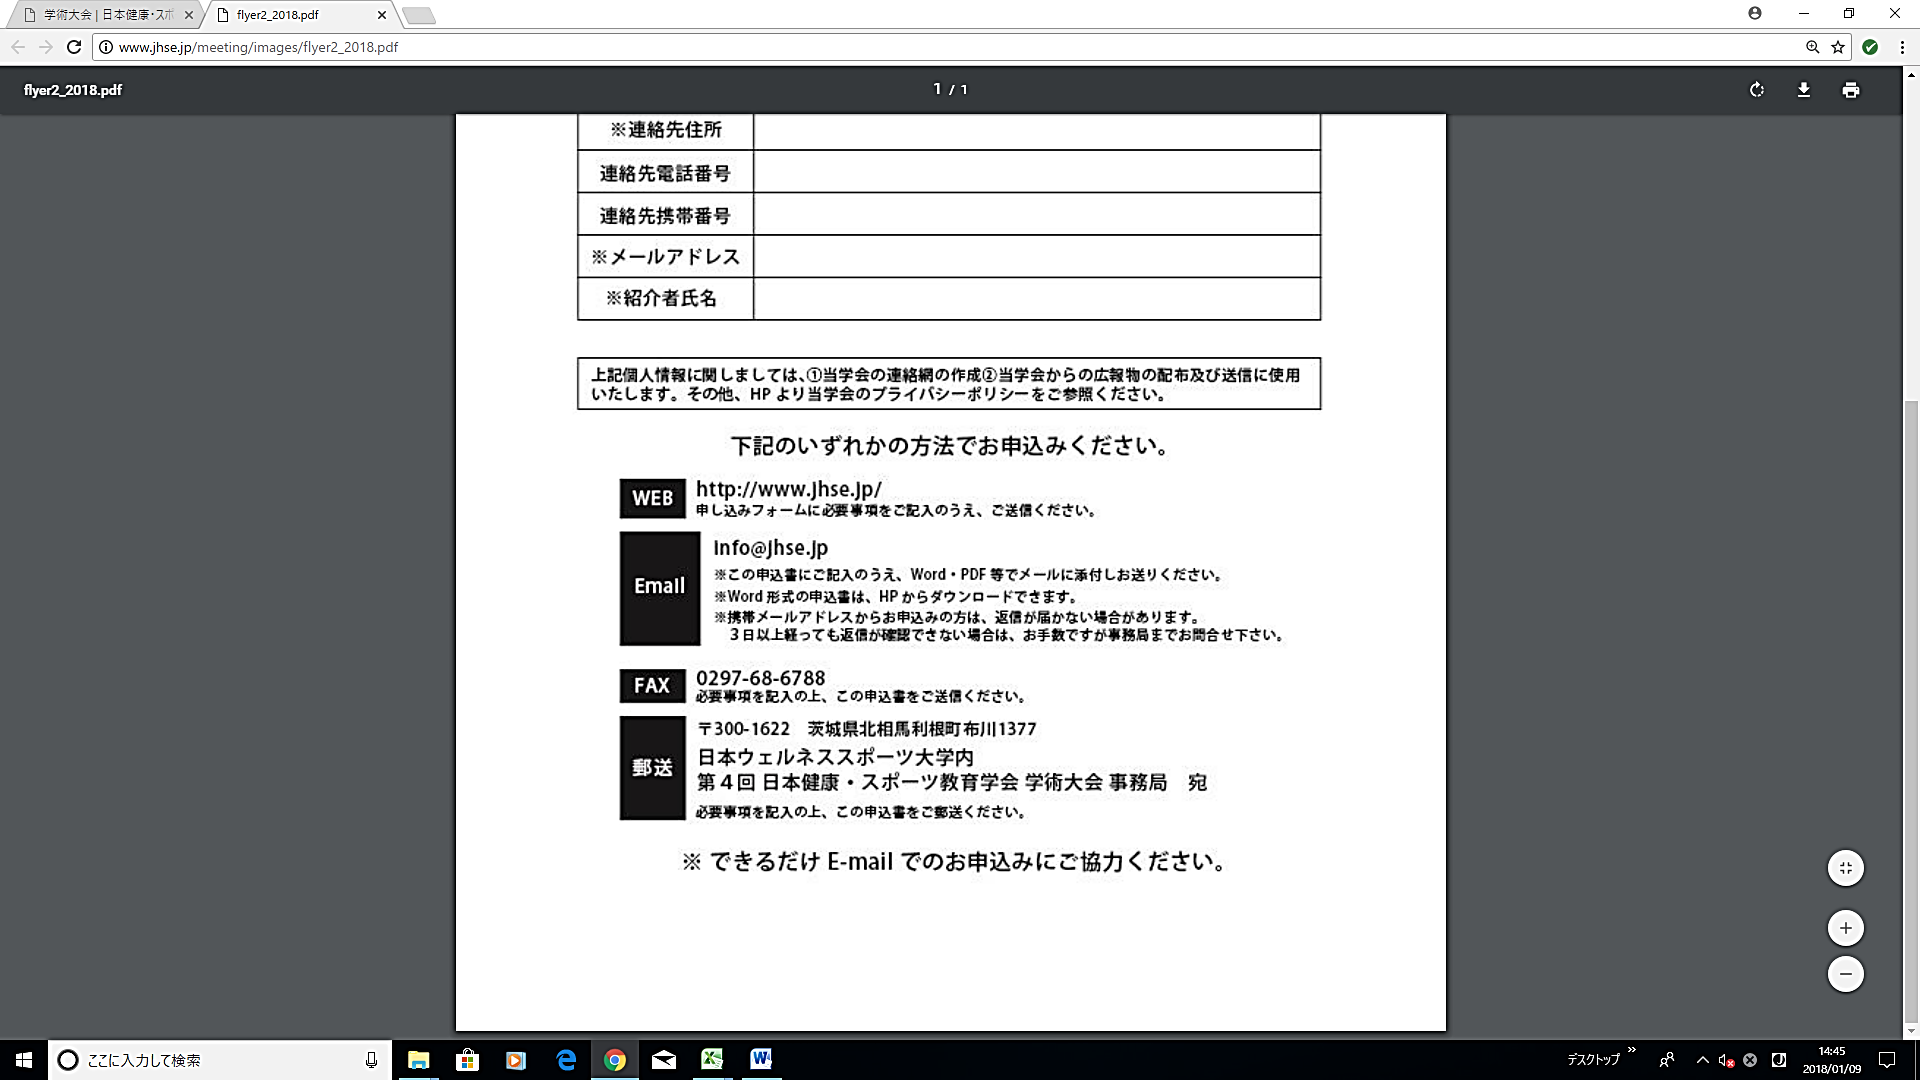 学術大会 | 日本健康・スポ
flyer2_2018.pdf
www.jhse.jp/meeting/images/flyer2_2018.pdf
flyer2_2018.pdf
1 / 1
※連絡先住所
連絡先電話番号
連絡先携帯番号
※メールアドレス
※紹介者氏名
上記個人情報に関しましては、①当学会の連絡網の作成②当学会からの広報物の配布及び送信に使用
いたします。その他、HP より当学会のプライバシーポリシーをご参照ください。
下記のいずれかの方法でお申込みください。
WEB
http://www.jhse.jp/
申し込みフォームに必要事項をご記入のうえ、ご送信ください。
Email
info@jhse.jp
※この申込書にご記入のうえ、Word・PDF 等でメールに添付しお送りください。
※Word 形式の申込書は、HP からダウンロードできます。
※携帯メールアドレスからお申込みの方は、返信が届かない場合があります。
３日以上経っても返信が確認できない場合は、お手数ですが事務局までお問合せ下さい。
FAX
0297-68-6788
必要事項を記入の上、この申込書をご送信ください。
郵送
〒300-1622　茨城県北相馬利根町布川1377
日本ウェルネススポーツ大学内
第４回 日本健康・スポーツ教育学会 学術大会 事務局　宛
必要事項を記入の上、この申込書をご郵送ください。
※ できるだけ E-mail でのお申込みにご協力ください。
ここに入力して検索
デスクトップ
14:45
2018/01/09